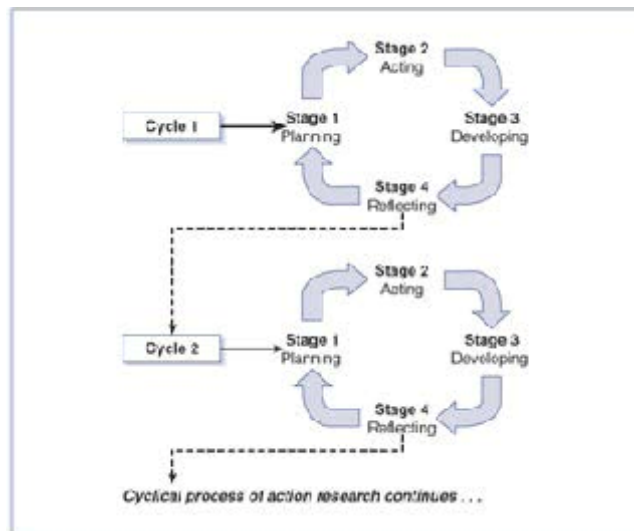 Stage 2
Acting
Cycle 1
Stage 1
Planning
Stage 3
Developing
Stage 4
Reflecting
Stage 2
Acting
Cycle 2
Stage 1
Planning
Stage 3
Developing
Stage 4
Reflecting
Cyclical process of action research continues . . .